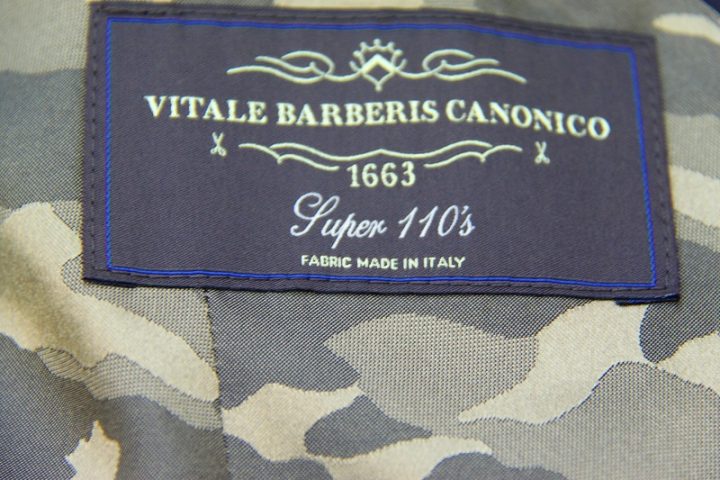 VITALE BARBERIS CANONICO
1663
Super 110's
FABRIC MADE IN ITALY